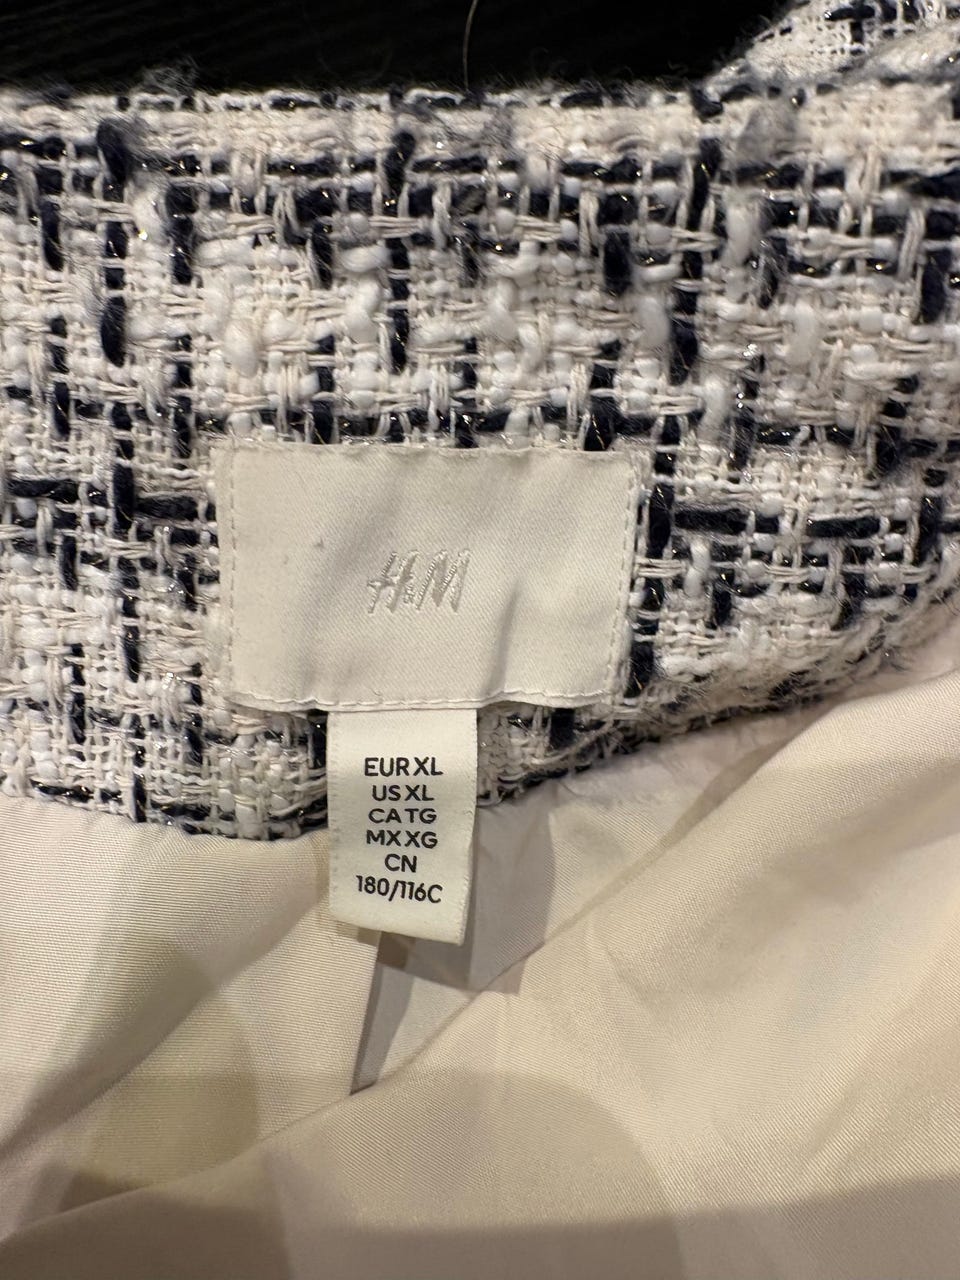 H&M
EUR XL
US XL
CA TG
MX XG
CN
180/116C